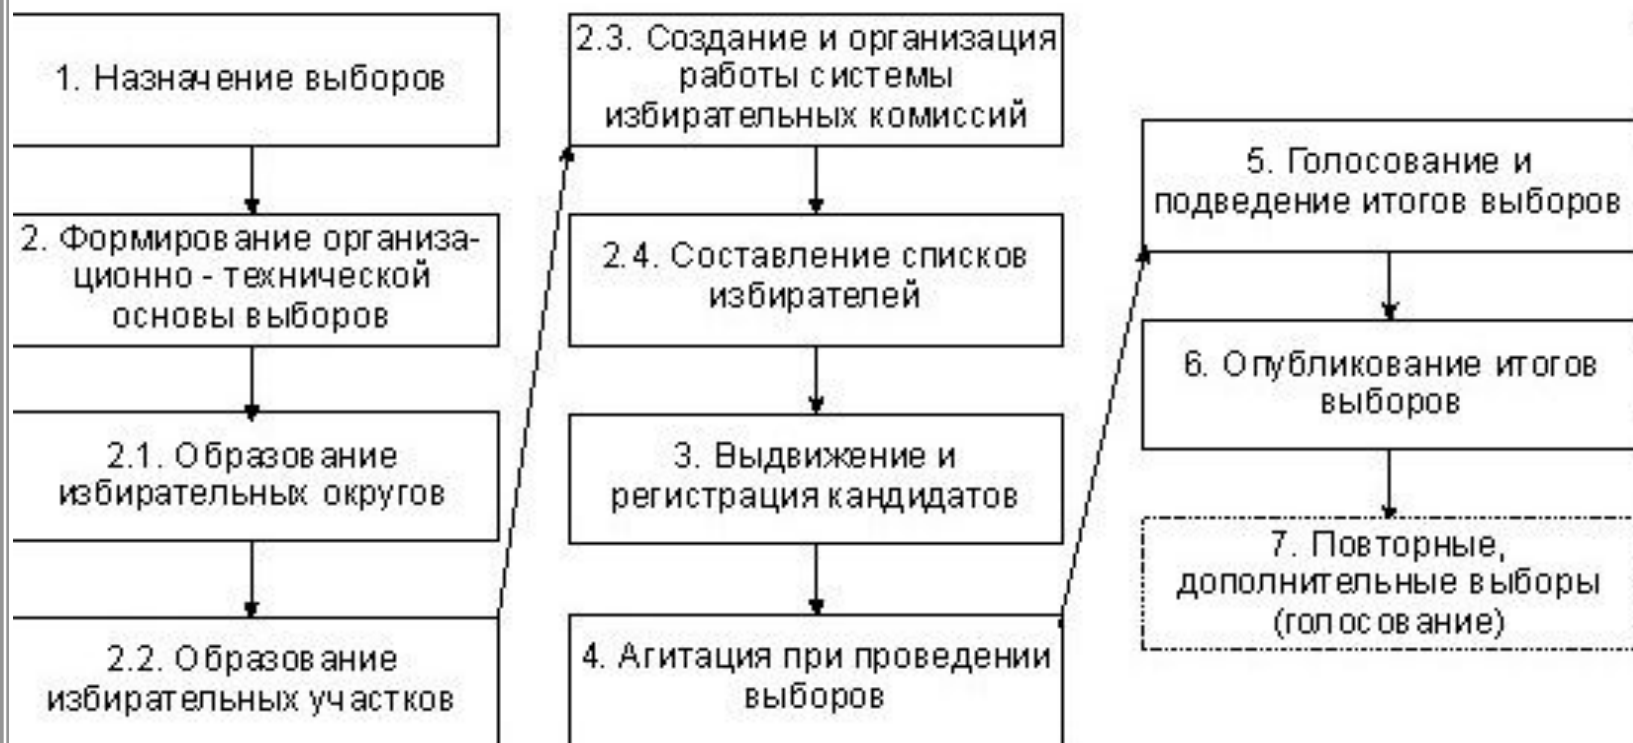 1. Назначение выборов
2. Формирование организа-
ционно - технической
основы выборов
2.1. Образование
избирательных округов
2.2. Образование
избирательных участков
2.3. Создание и организация
работы системы
избирательных комиссий
2.4. Составление списков
избирателей
3. Выдвижение и
регистрация кандидатов
4. Агитация при проведении
выборов
5. Голосование и
подведение итогов выборов
6. Опубликование итогов
выборов
7. Повторные,
дополнительные выборы
(голосование)